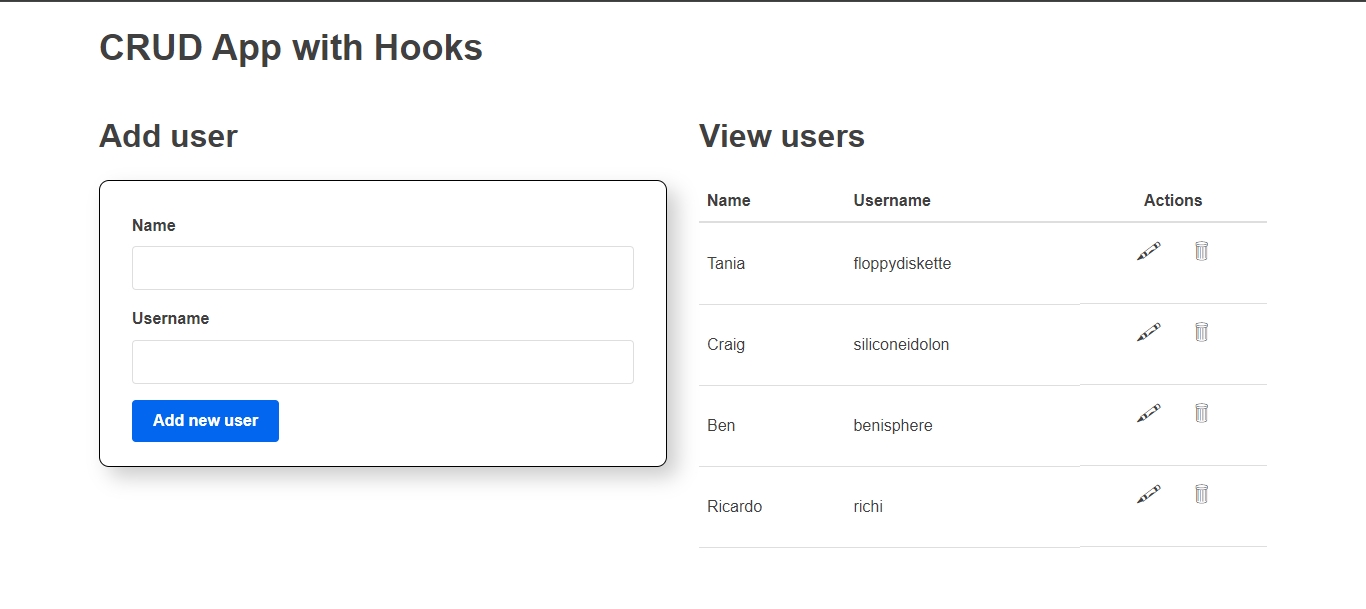 CRUD App with Hooks
Add user
Name
Username
Add new user
View users
Name Username Actions
Tania floppydiskette
Craig siliconeidolon
Ben benisphere
Ricardo richi